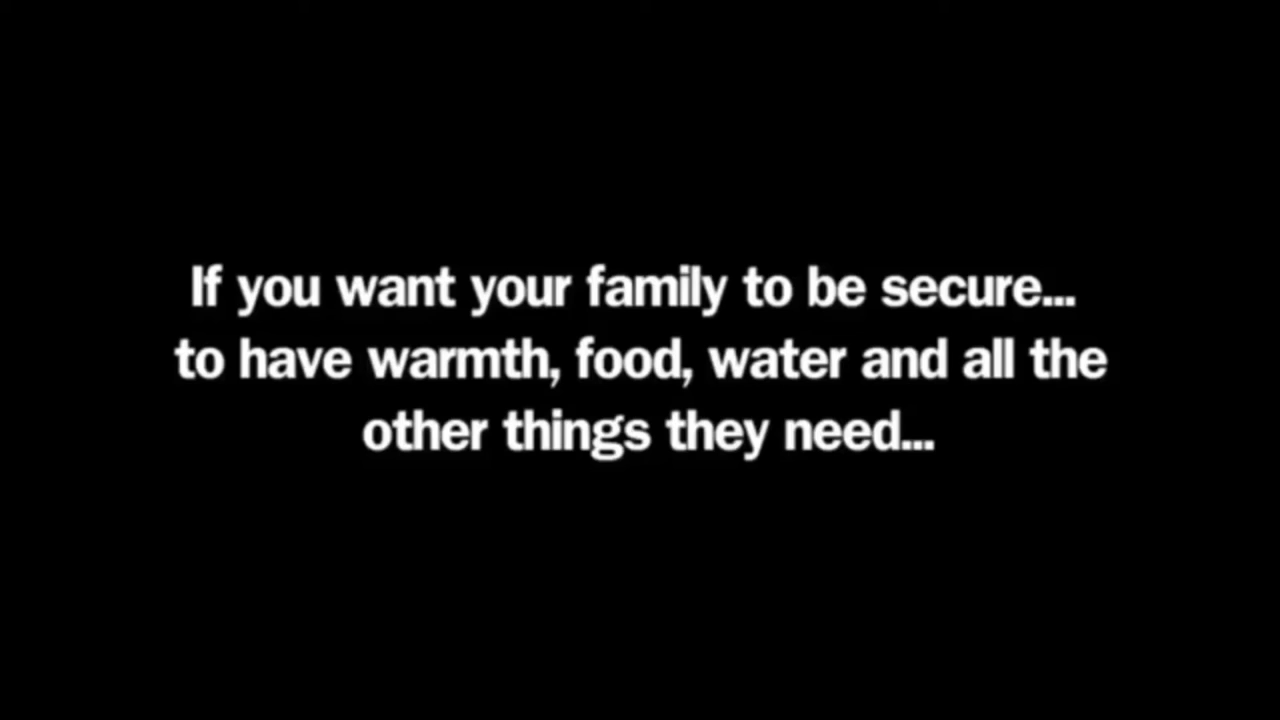 If you want your family to be secure...
to have warmth, food, water and all the
other things they need...